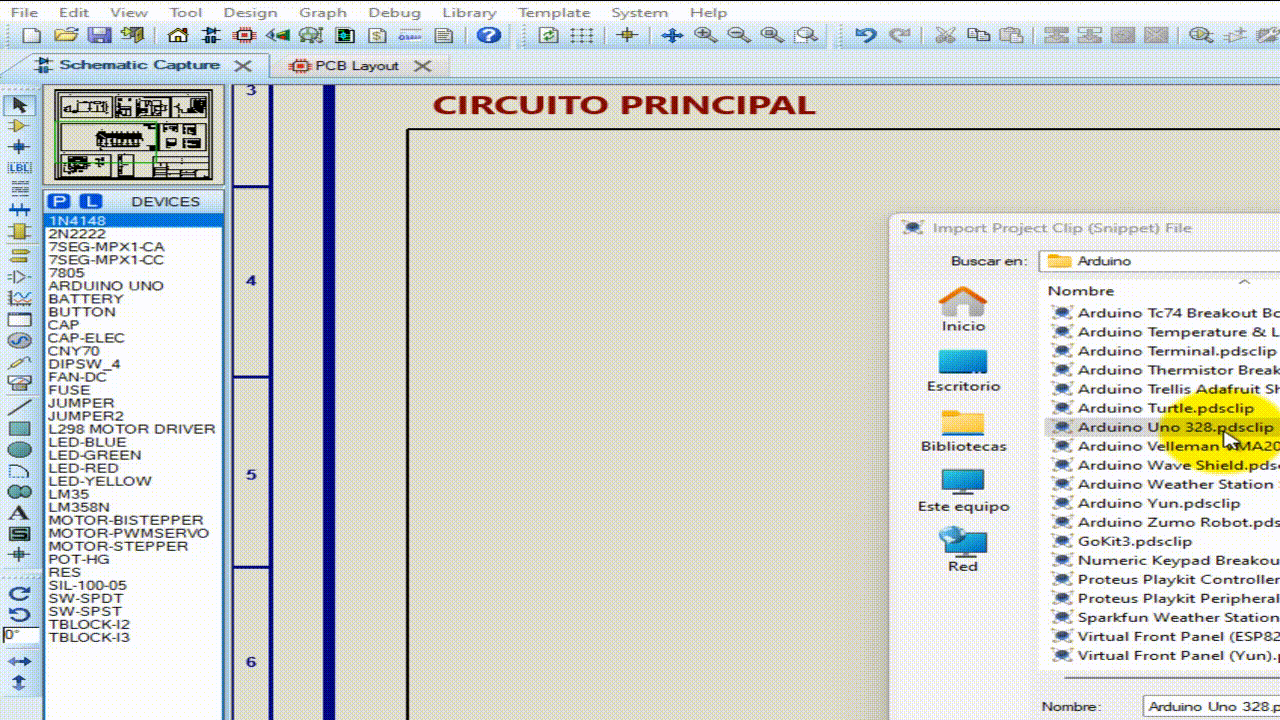 File Edit View Tool Design Graph Debug Library Template System Help
Schematic Capture
PCB Layout
CIRCUITO PRINCIPAL
3
4
5
6
LBL
P L DEVICES
1N4148
2N2222
7SEG-MPX1-CA
7SEG-MPX1-CC
7805
ARDUINO UNO
BATTERY
BUTTON
CAP
CAP-ELEC
CNY70
DIPSW_4
FAN-DC
FUSE
JUMPER
JUMPER2
L298 MOTOR DRIVER
LED-BLUE
LED-GREEN
LED-RED
LED-YELLOW
LM35
LM358N
MOTOR-BISTEPPER
MOTOR-PWMSERVO
MOTOR-STEPPER
POT-HG
RES
SIL-100-05
SW-SPDT
SW-SPST
TBLOCK-I2
TBLOCK-I3
0°
Import Project Clip (Snippet) File
Buscar en: Arduino
Inicio
Escritorio
Bibliotecas
Este equipo
Red
Nombre
Arduino Tc74 Breakout Bo
Arduino Temperature & L
Arduino Terminal.pdsclip
Arduino Thermistor Break
Arduino Trellis Adafruit Sh
Arduino Turtle.pdsclip
Arduino Uno 328.pdsclip
Arduino Velleman MA20
Arduino Wave Shield.pdsc
Arduino Weather Station
Arduino Yun.pdsclip
Arduino Zumo Robot.pds
GoKit3.pdsclip
Numeric Keypad Breakou
Proteus Playkit Controller
Proteus Playkit Peripheral
Sparkfun Weather Station
Virtual Front Panel (ESP82
Virtual Front Panel (Yun).p
Nombre: Arduino Uno 328.p